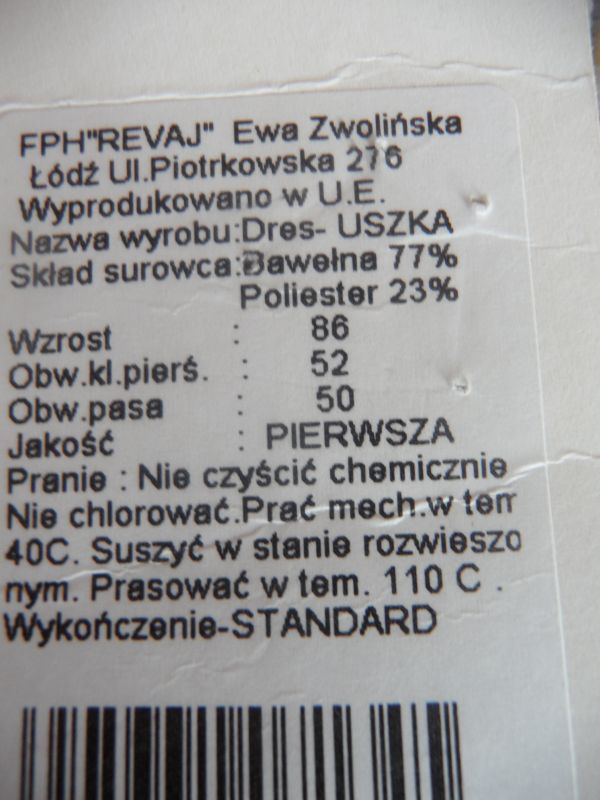 FPH"REVAJ" Ewa Zwolińska
Łódź Ul.Piotrkowska 276
Wyprodukowano w U.E.
Nazwa wyrobu:Dres- USZKA
Skład surowca:Bawełna 77%
Poliester 23%
Wzrost : 86
Obw.kl.pierś. : 52
Obw.pasa : 50
Jakość : PIERWSZA
Pranie : Nie czyścić chemicznie
Nie chlorować.Prać mech.w tem
40C. Suszyć w stanie rozwieszo
nym. Prasować w tem. 110 C .
Wykończenie-STANDARD